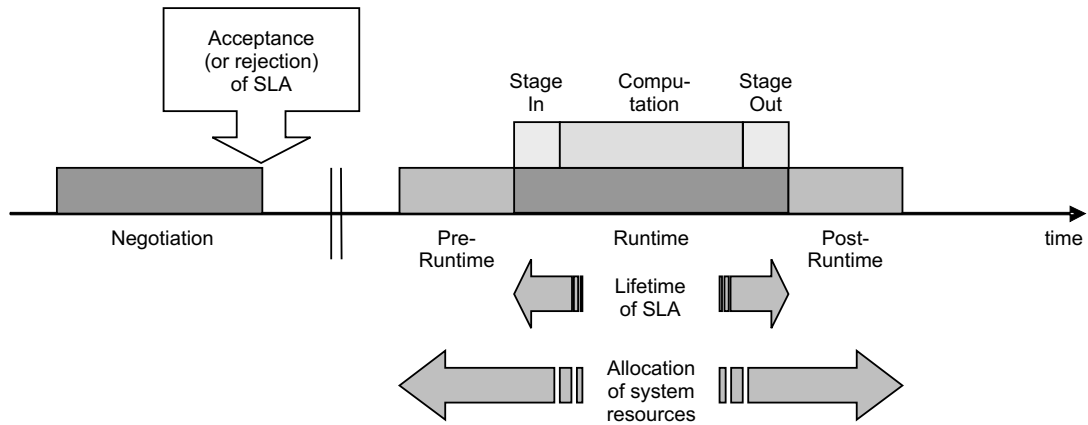 Acceptance
(or rejection)
of SLA
Stage
In
Compu-
tation
Stage
Out
Negotiation
Pre-
Runtime
Runtime
Post-
Runtime
time
Lifetime
of SLA
Allocation
of system
resources